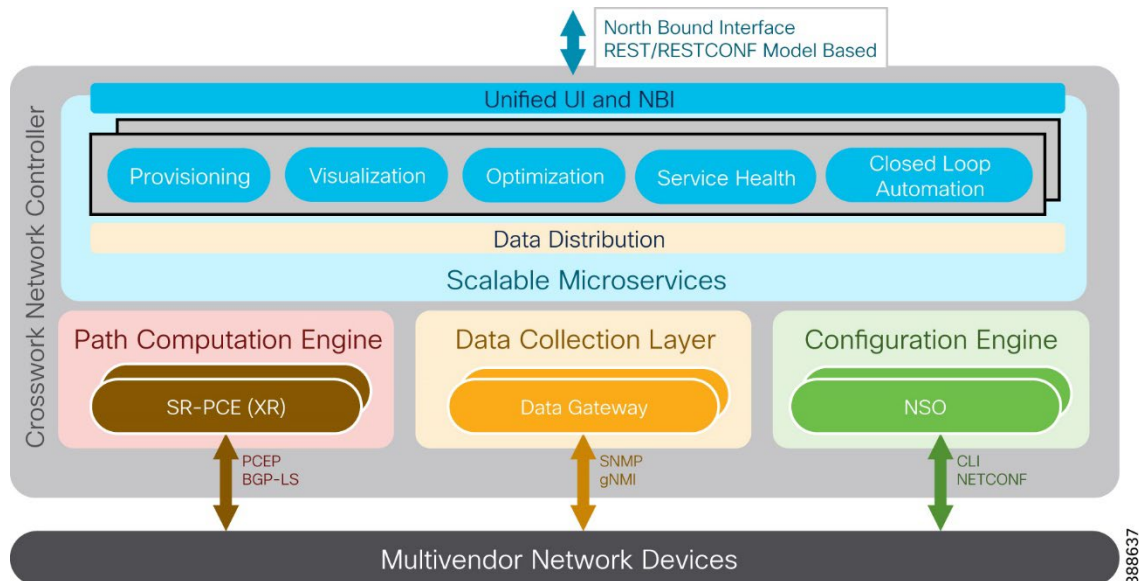 North Bound Interface
REST/RESTCONF Model Based
Crosswork Network Controller
Unified UI and NBI
Provisioning
Visualization
Optimization
Service Health
Closed Loop
Automation
Data Distribution
Scalable Microservices
Path Computation Engine
SR-PCE (XR)
PCEP
BGP-LS
Data Collection Layer
Data Gateway
SNMP
gNMI
Configuration Engine
NSO
CLI
NETCONF
Multivendor Network Devices
388637